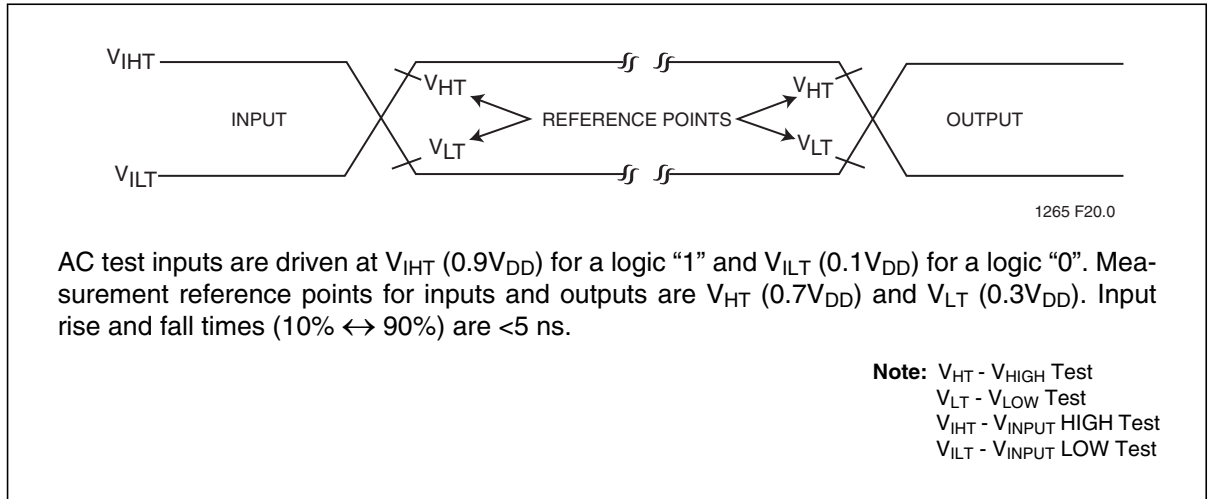 VIHT
VHT
VHT
INPUT
REFERENCE POINTS
OUTPUT
VLT
VLT
VILT
1265 F20.0
AC test inputs are driven at VIHT (0.9VDD) for a logic “1” and VILT (0.1VDD) for a logic “0”. Mea-
surement reference points for inputs and outputs are VHT (0.7VDD) and VLT (0.3VDD). Input
rise and fall times (10% ↔ 90%) are <5 ns.
Note: VHT - VHIGH Test
VLT - VLOW Test
VIHT - VINPUT HIGH Test
VILT - VINPUT LOW Test